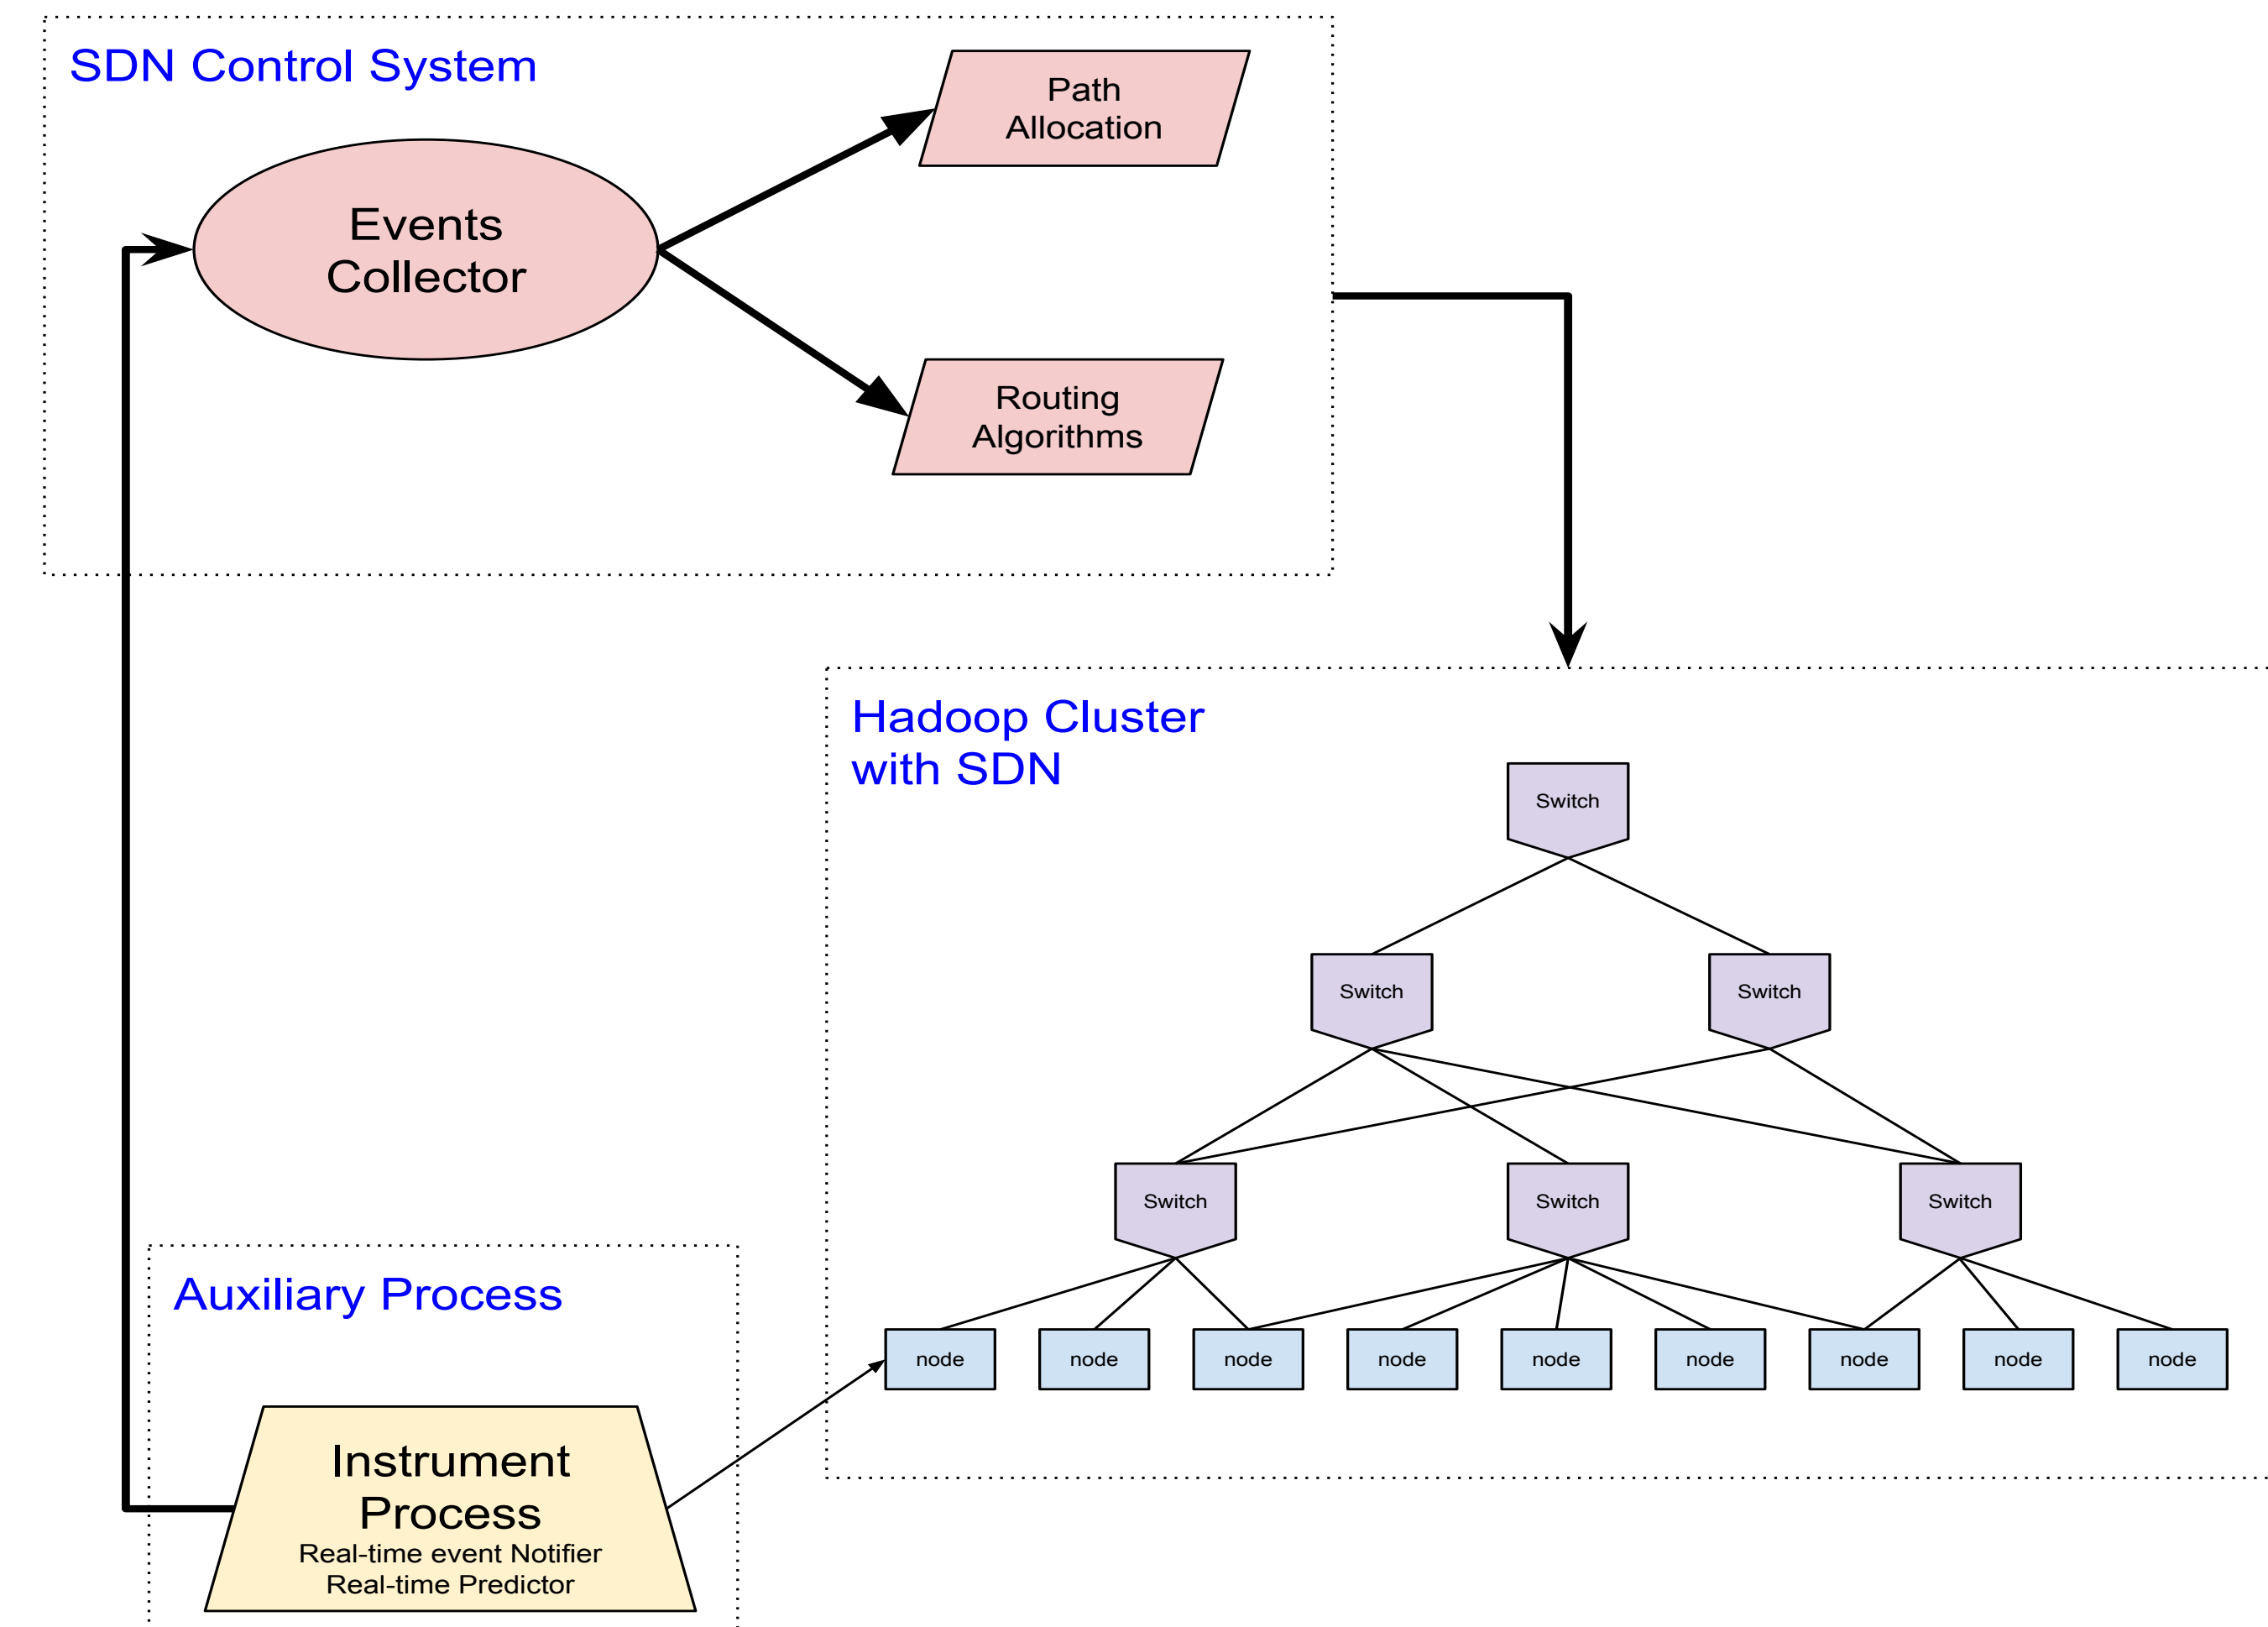 SDN Control System
Path
Allocation
Events
Collector
Routing
Algorithms
Hadoop Cluster
with SDN
Switch
Switch
Switch
Switch
Switch
Switch
Auxiliary Process
node
node
node
node
node
node
node
node
node
Instrument
Process
Real-time event Notifier
Real-time Predictor